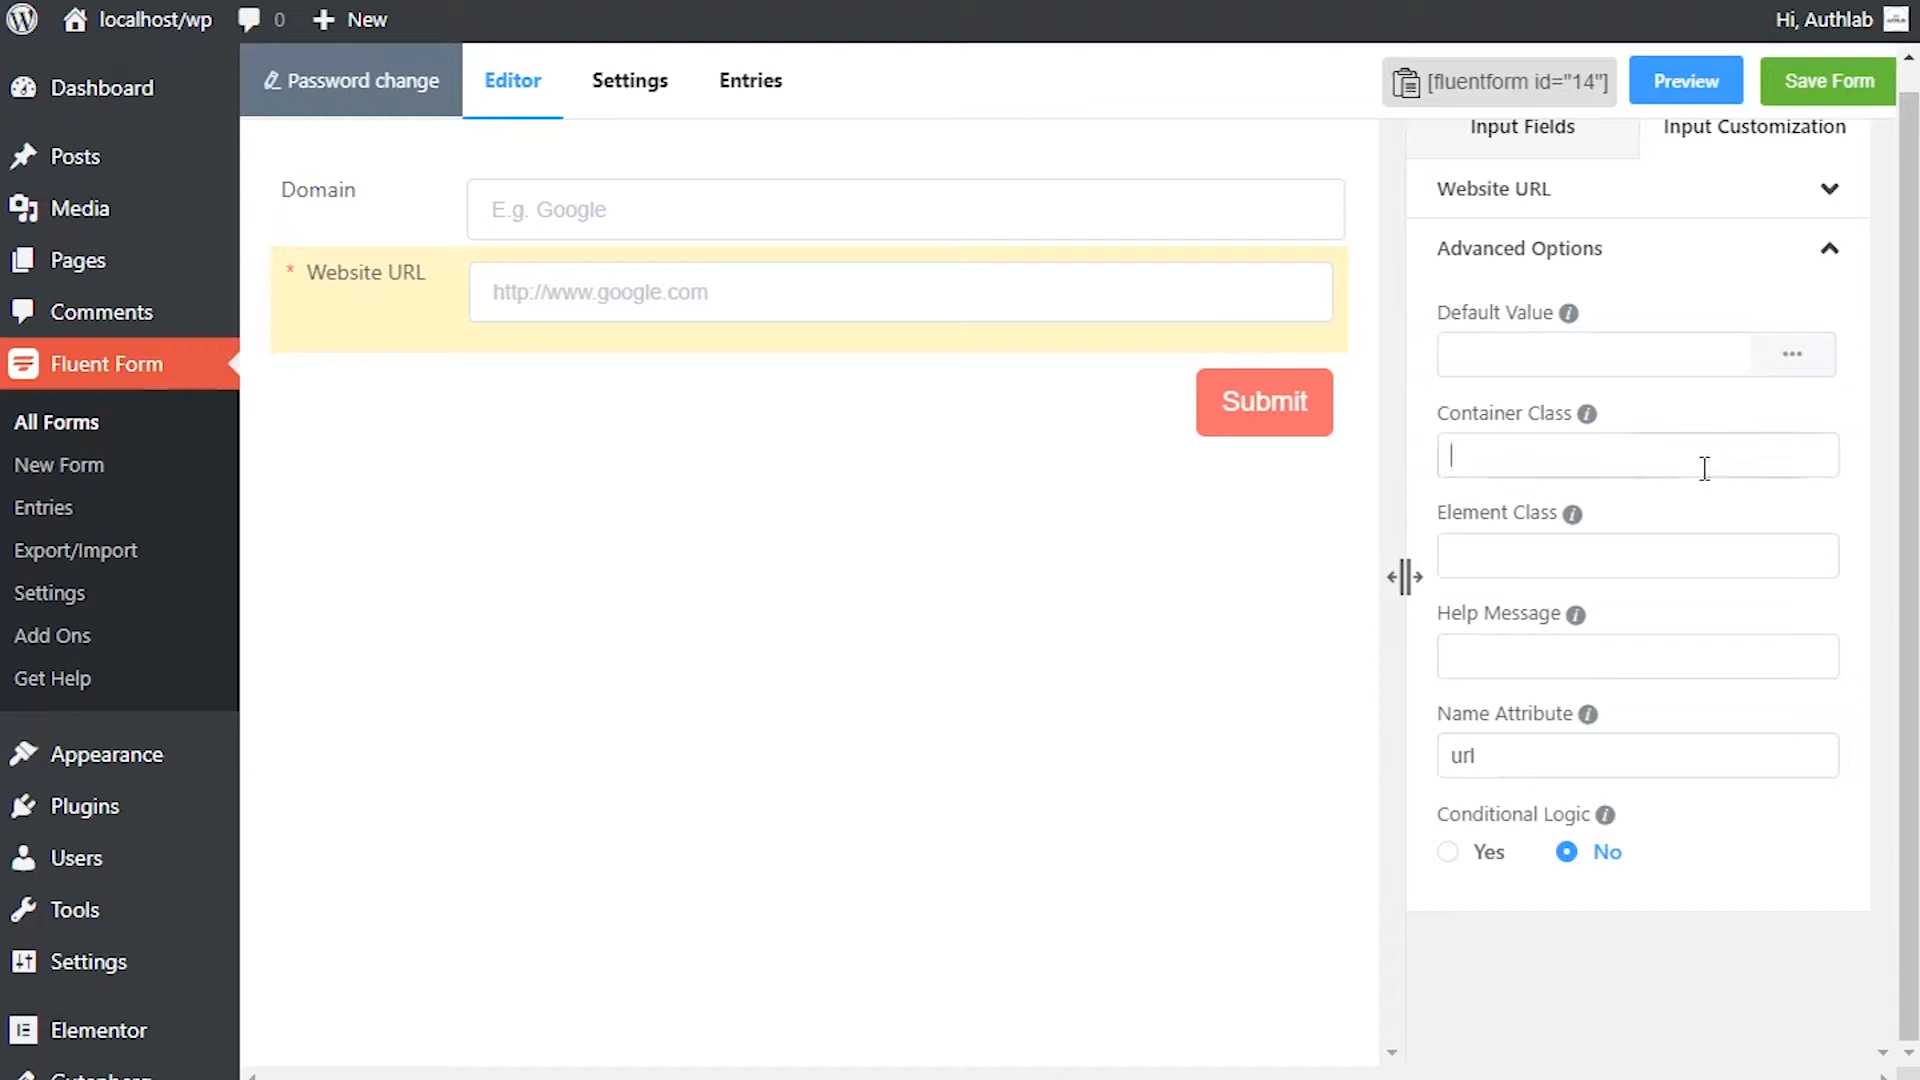 localhost/wp
0
New
Hi, Authlab
Dashboard
Posts
Media
Pages
Comments
Fluent Form
All Forms
New Form
Entries
Export/Import
Settings
Add Ons
Get Help
Appearance
Plugins
Users
Tools
Settings
Elementor
Password change
Editor
Settings
Entries
[fluentform id="14"]
Preview
Save Form
Domain
E.g. Google
* Website URL
http://www.google.com
Submit
Input Fields
Input Customization
Website URL
Advanced Options
Default Value
Container Class
Element Class
Help Message
Name Attribute
url
Conditional Logic
Yes
No